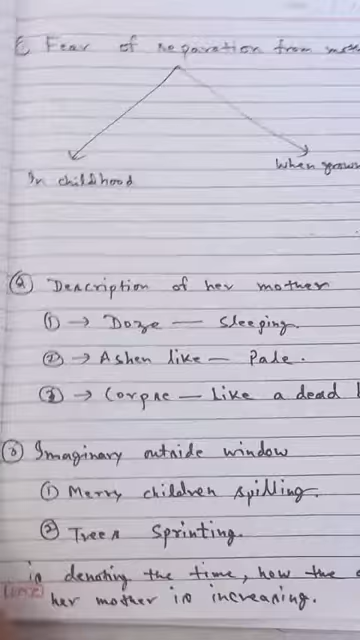 Fear of separation from
In childhood
When grown
② Description of her mother
① → Doze — Sleeping.
② → Ashen like — Pale.
③ → Corpse — Like a dead
③ Imaginary outside window
① Merry children spilling.
② Trees Sprinting.
is denoting the time, how the
her mother is increasing.